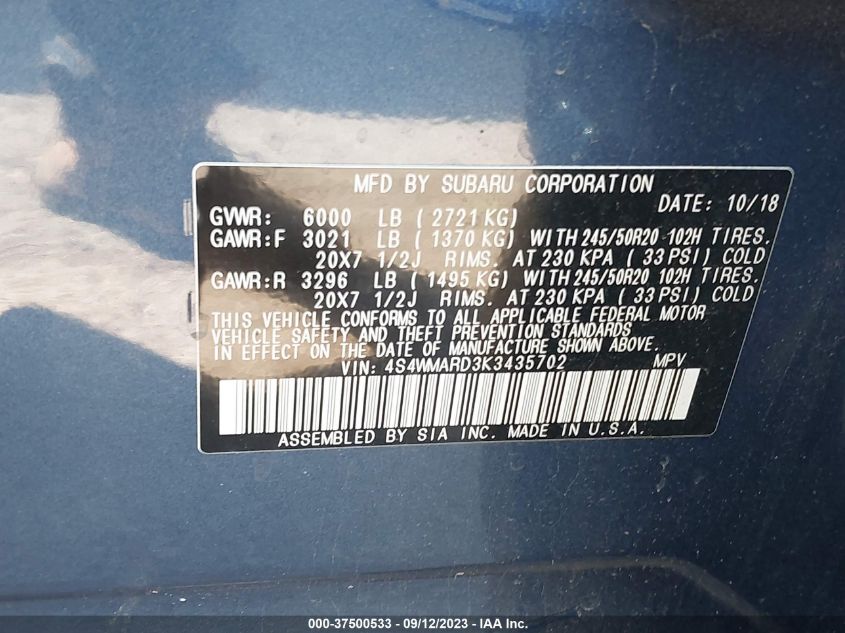 MFD BY SUBARU CORPORATION
DATE: 10/18
GVWR: 6000 LB ( 2721 KG)
GAWR:F 3021 LB ( 1370 KG) WITH 245/50R20 102H TIRES.
20X7 1/2J RIMS. AT 230 KPA ( 33 PSI) COLD
GAWR:R 3296 LB ( 1495 KG) WITH 245/50R20 102H TIRES.
20X7 1/2J RIMS. AT 230 KPA ( 33 PSI) COLD
THIS VEHICLE CONFORMS TO ALL APPLICABLE FEDERAL MOTOR
VEHICLE SAFETY AND THEFT PREVENTION STANDARDS
IN EFFECT ON THE DATE OF MANUFACTURE SHOWN ABOVE.
VIN: 4S4WMARD3K3435702 MPV
ASSEMBLED BY SIA INC. MADE IN U.S.A.
000-37500533 - 09/12/2023 - IAA Inc.